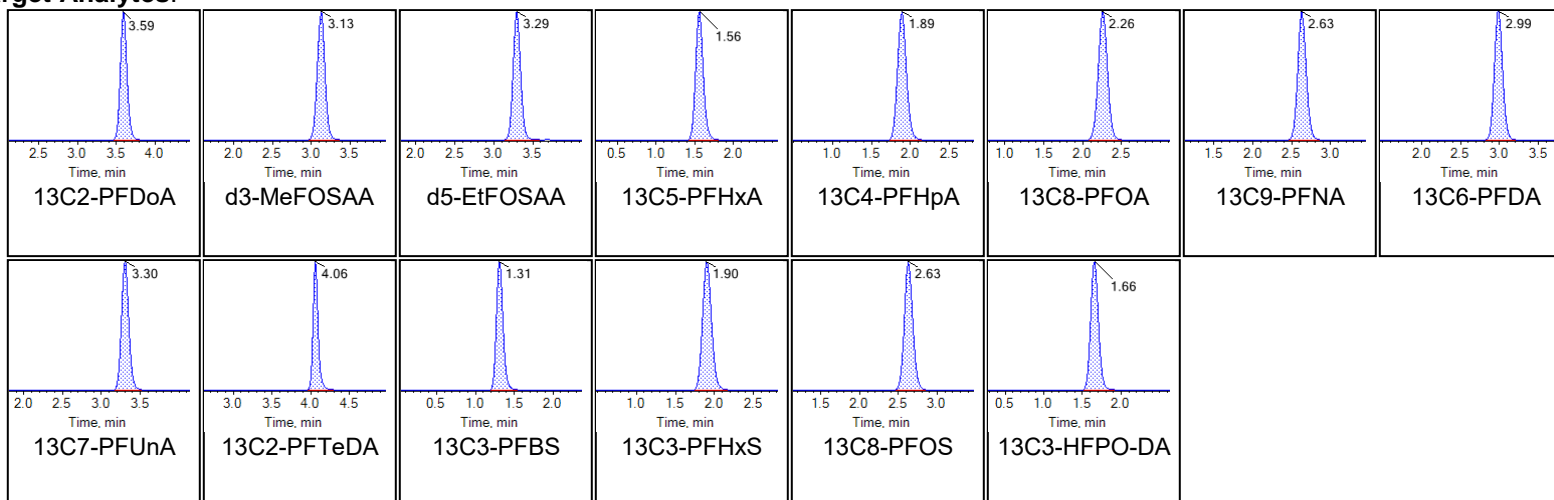 3.59 3.13 3.29 1.56 1.89 2.26 2.63 2.99
2.5 3.0 3.5 4.0 2.0 2.5 3.0 3.5 2.0 2.5 3.0 3.5 0.5 1.0 1.5 2.0 1.0 1.5 2.0 2.5 1.0 1.5 2.0 2.5 1.5 2.0 2.5 3.0 2.0 2.5 3.0 3.5
Time, min Time, min Time, min Time, min Time, min Time, min Time, min Time, min
13C2-PFDoA d3-MeFOSAA d5-EtFOSAA 13C5-PFHxA 13C4-PFHpA 13C8-PFOA 13C9-PFNA 13C6-PFDA
3.30 4.06 1.31 1.90 2.63 1.66
2.0 2.5 3.0 3.5 3.0 3.5 4.0 4.5 0.5 1.0 1.5 2.0 1.0 1.5 2.0 2.5 1.5 2.0 2.5 3.0 0.5 1.0 1.5 2.0
Time, min Time, min Time, min Time, min Time, min Time, min
13C7-PFUnA 13C2-PFTeDA 13C3-PFBS 13C3-PFHxS 13C8-PFOS 13C3-HFPO-DA